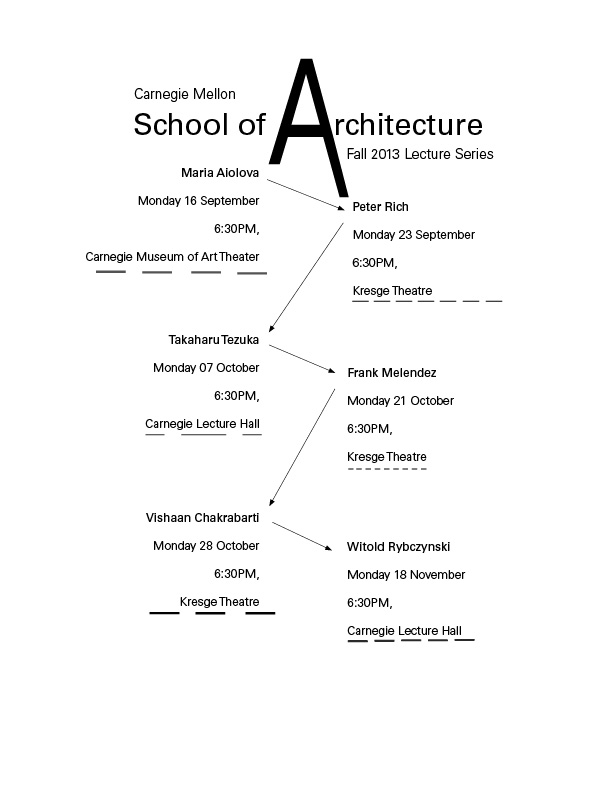 Carnegie Mellon
School of Architecture
Fall 2013 Lecture Series
Maria Aiolova
Monday 16 September
6:30PM,
Carnegie Museum of Art Theater
Peter Rich
Monday 23 September
6:30PM,
Kresge Theatre
Takaharu Tezuka
Monday 07 October
6:30PM,
Carnegie Lecture Hall
Frank Melendez
Monday 21 October
6:30PM,
Kresge Theatre
Vishaan Chakrabarti
Monday 28 October
6:30PM,
Kresge Theatre
Witold Rybczynski
Monday 18 November
6:30PM,
Carnegie Lecture Hall